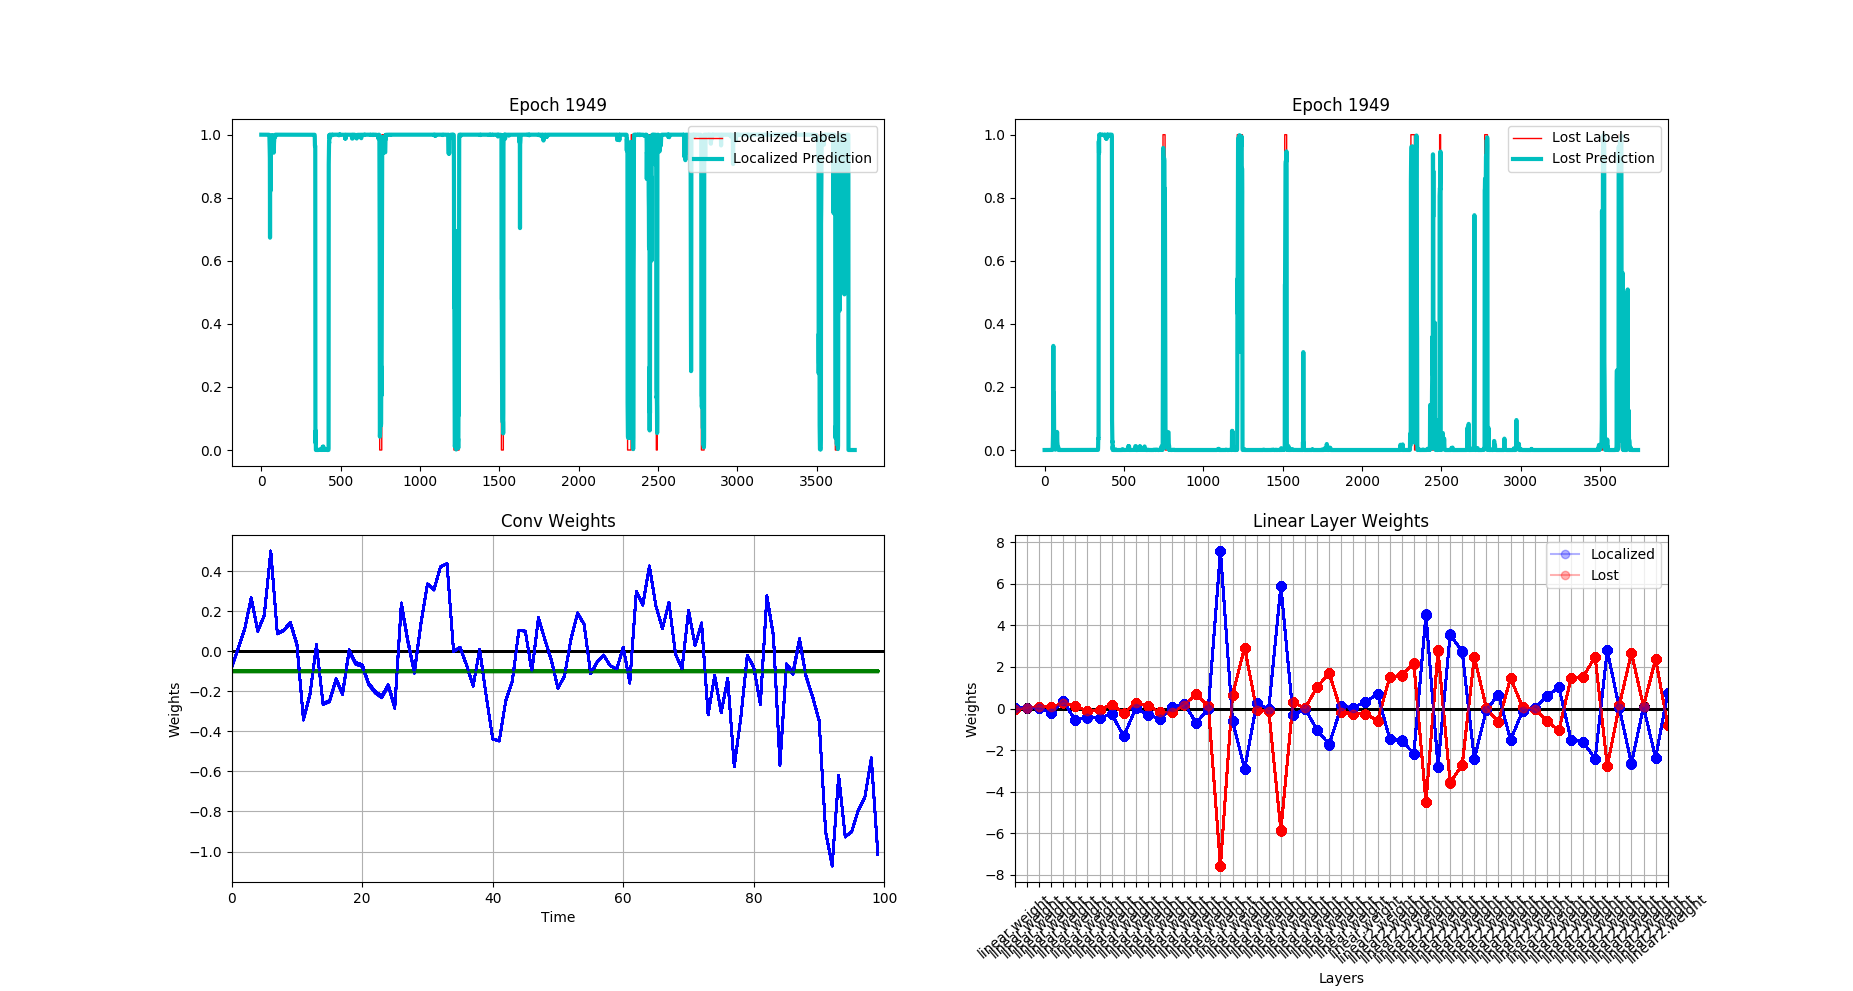 Epoch 1949
1.0
0.8
0.6
0.4
0.2
0.0
Localized Labels
Localized Prediction
0 500 1000 1500 2000 2500 3000 3500
Epoch 1949
1.0
0.8
0.6
0.4
0.2
0.0
Lost Labels
Lost Prediction
0 500 1000 1500 2000 2500 3000 3500
Conv Weights
Weights
0.4
0.2
0.0
−0.2
−0.4
−0.6
−0.8
−1.0
0 20 40 60 80 100
Time
Linear Layer Weights
Weights
8
6
4
2
0
−2
−4
−6
−8
Localized
Lost
linear.weight
linear2.weight
Layers